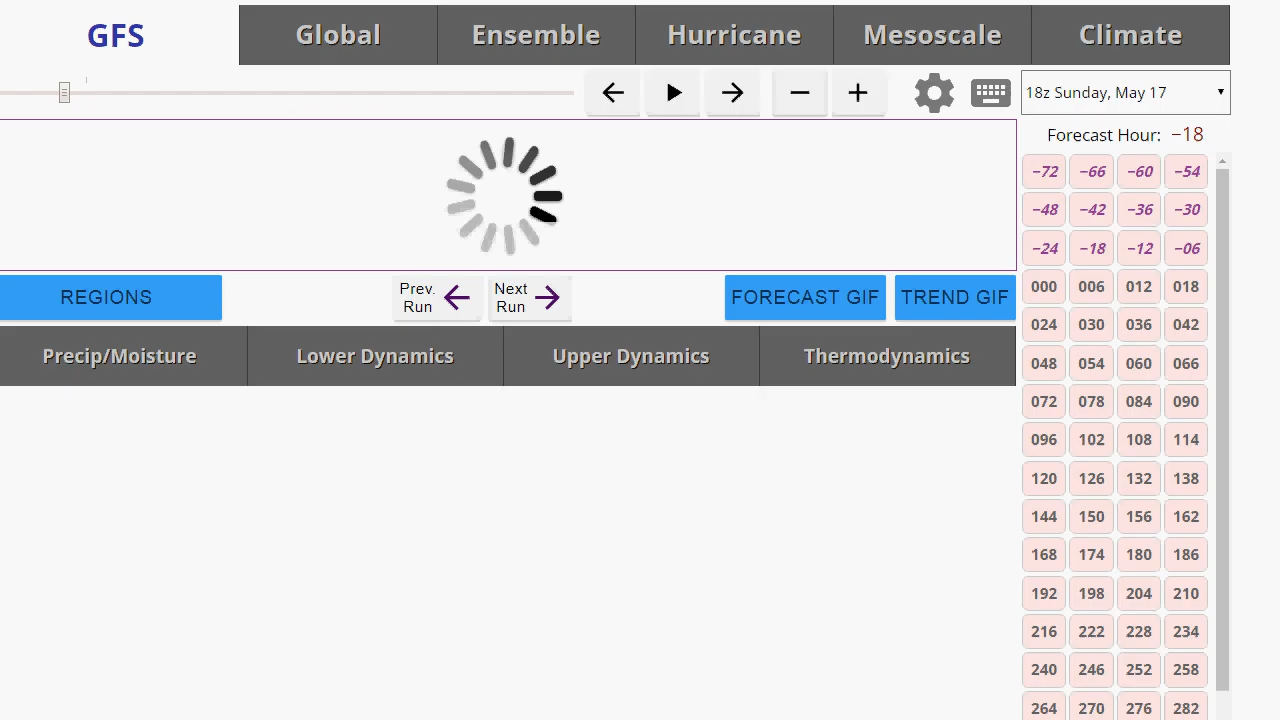 GFS Global Ensemble Hurricane Mesoscale Climate
18z Sunday, May 17
Forecast Hour: −18
−72 −66 −60 −54
−48 −42 −36 −30
−24 −18 −12 −06
REGIONS Prev. Run Next Run FORECAST GIF TREND GIF
000 006 012 018
024 030 036 042
Precip/Moisture Lower Dynamics Upper Dynamics Thermodynamics
048 054 060 066
072 078 084 090
096 102 108 114
120 126 132 138
144 150 156 162
168 174 180 186
192 198 204 210
216 222 228 234
240 246 252 258
264 270 276 282